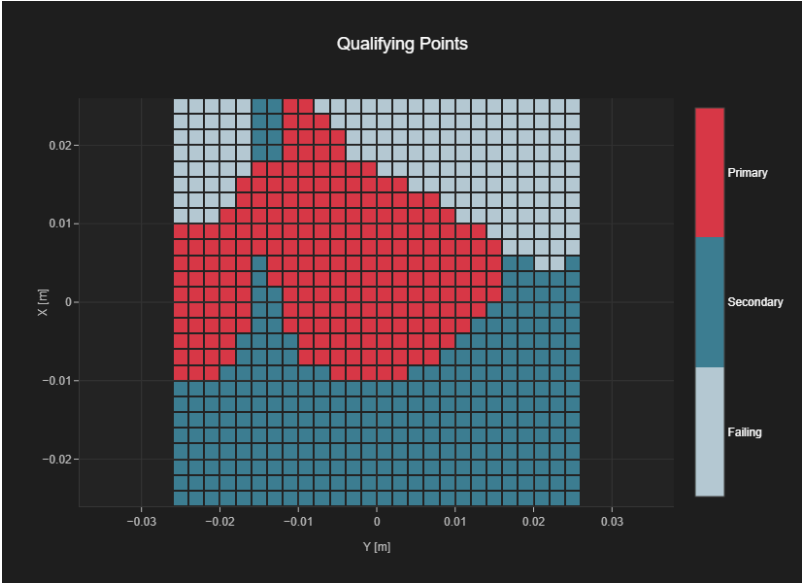 Qualifying Points
0.02
0.01
0
−0.01
−0.02
X [m]
−0.03
−0.02
−0.01
0
0.01
0.02
0.03
Y [m]
Primary
Secondary
Failing